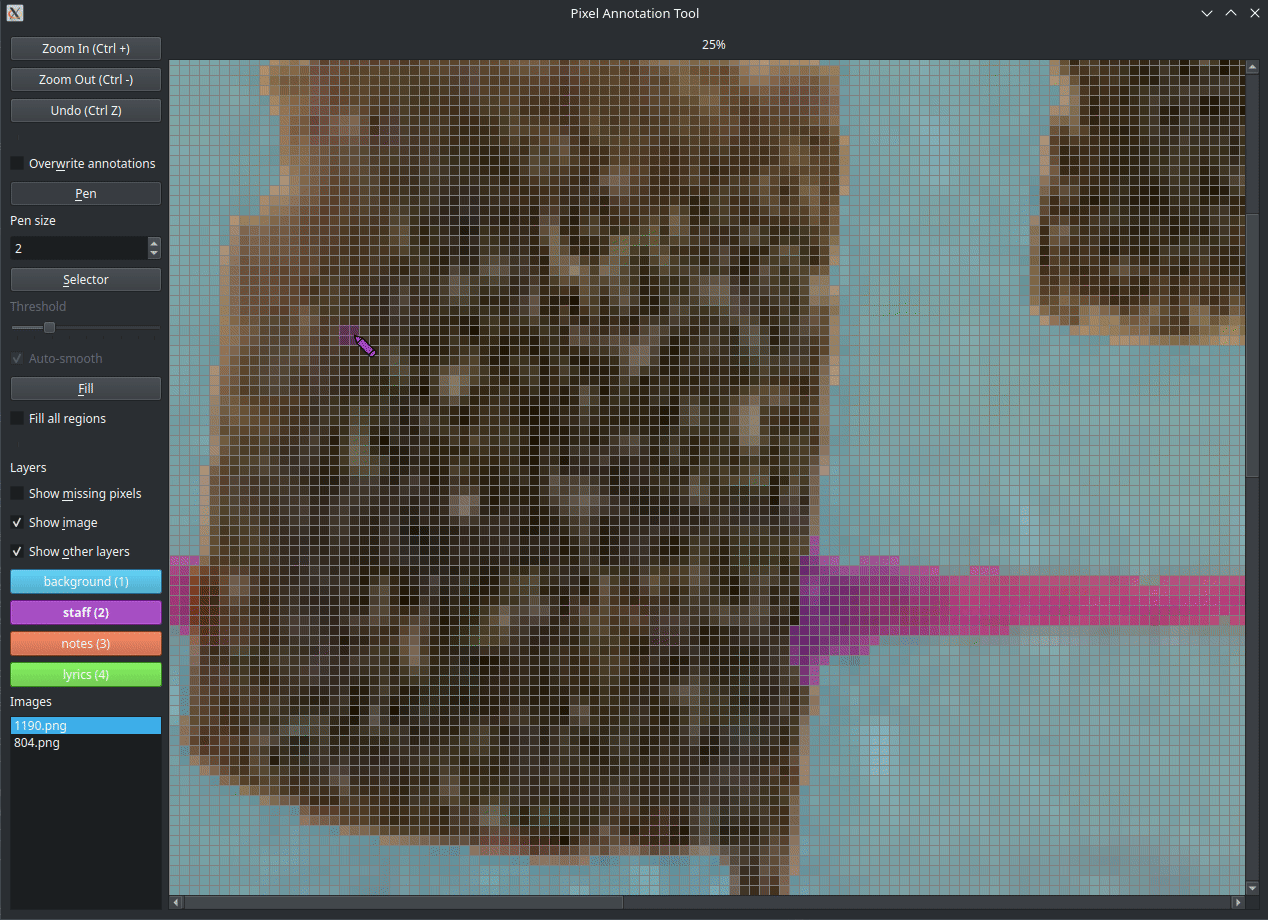 Pixel Annotation Tool
Zoom In (Ctrl +)
Zoom Out (Ctrl -)
Undo (Ctrl Z)
Overwrite annotations
Pen
Pen size
2
Selector
Threshold
Auto-smooth
Fill
Fill all regions
Layers
Show missing pixels
Show image
Show other layers
background (1)
staff (2)
notes (3)
lyrics (4)
Images
1190.png
804.png
25%